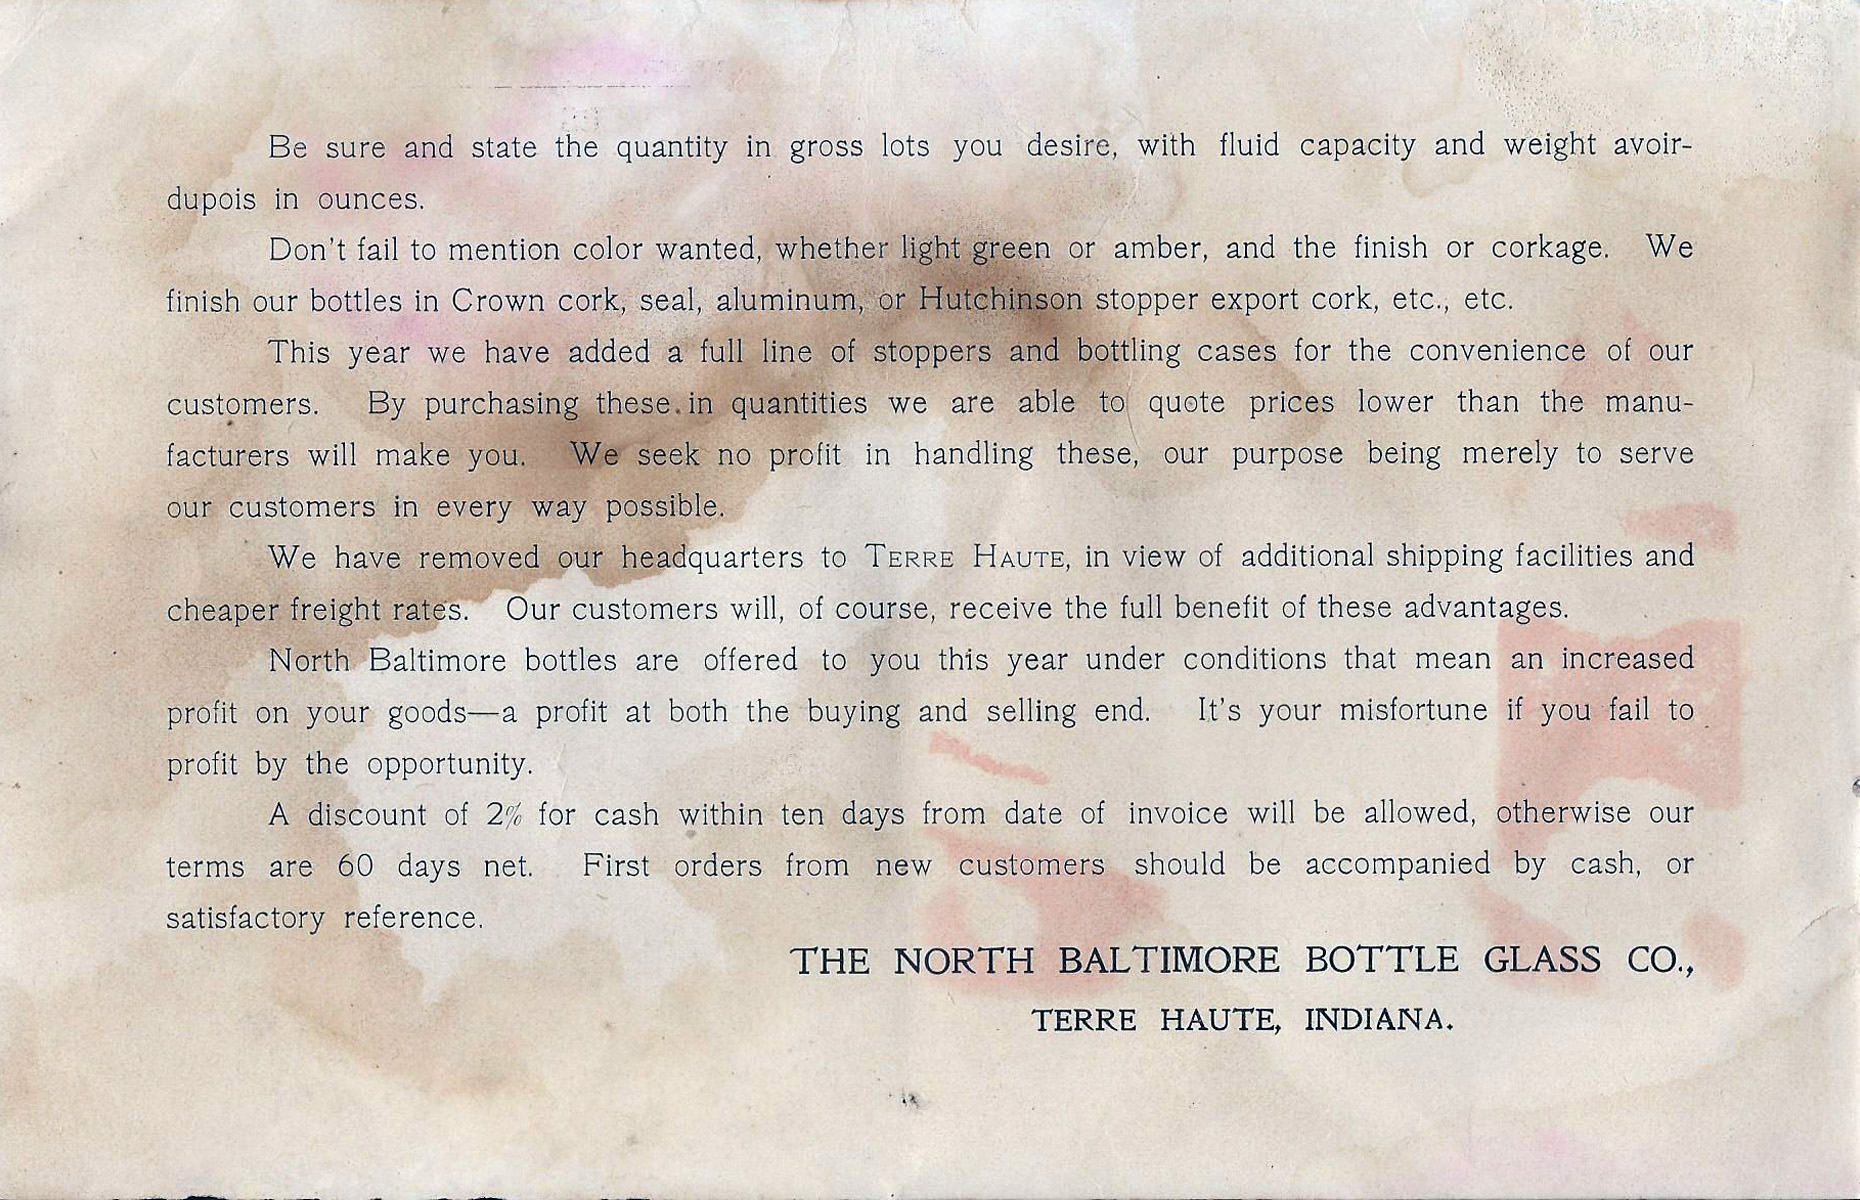 Be sure and state the quantity in gross lots you desire, with fluid capacity and weight avoir-
dupois in ounces.
Don't fail to mention color wanted, whether light green or amber, and the finish or corkage. We
finish our bottles in Crown cork, seal, aluminum, or Hutchinson stopper export cork, etc., etc.
This year we have added a full line of stoppers and bottling cases for the convenience of our
customers. By purchasing these in quantities we are able to quote prices lower than the manu-
facturers will make you. We seek no profit in handling these, our purpose being merely to serve
our customers in every way possible.
We have removed our headquarters to TERRE HAUTE, in view of additional shipping facilities and
cheaper freight rates. Our customers will, of course, receive the full benefit of these advantages.
North Baltimore bottles are offered to you this year under conditions that mean an increased
profit on your goods—a profit at both the buying and selling end. It's your misfortune if you fail to
profit by the opportunity.
A discount of 2% for cash within ten days from date of invoice will be allowed, otherwise our
terms are 60 days net. First orders from new customers should be accompanied by cash, or
satisfactory reference.
THE NORTH BALTIMORE BOTTLE GLASS CO.,
TERRE HAUTE, INDIANA.